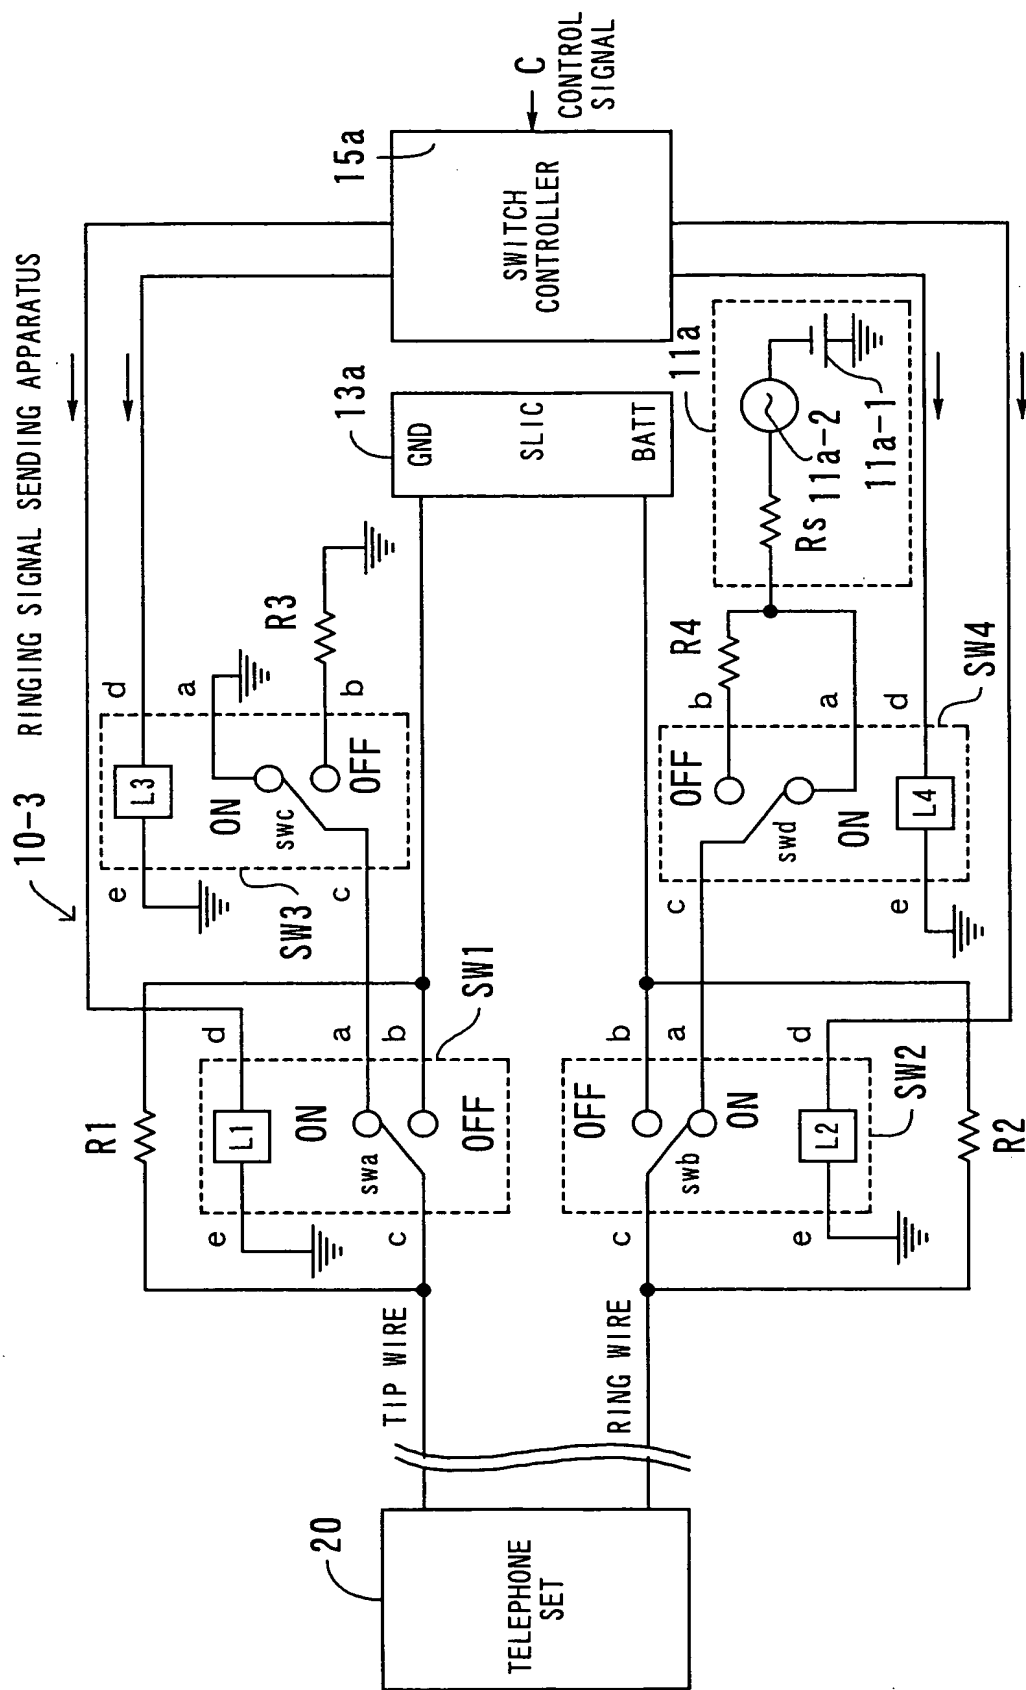 10-3 RINGING SIGNAL SENDING APPARATUS
TELEPHONE
SET
20
TIP WIRE
RING WIRE
R1
e
d
L1
ON
swa
OFF
a
b
c
SW1
OFF
swb
ON
b
a
c
L2
e
d
SW2
R2
e
d
L3
ON
swc
OFF
a
b
c
SW3
R3
OFF
swd
ON
b
a
c
L4
e
d
SW4
R4
Rs
11a-2
11a-1
11a
13a
GND
SLIC
BATT
15a
SWITCH
CONTROLLER
C
CONTROL
SIGNAL